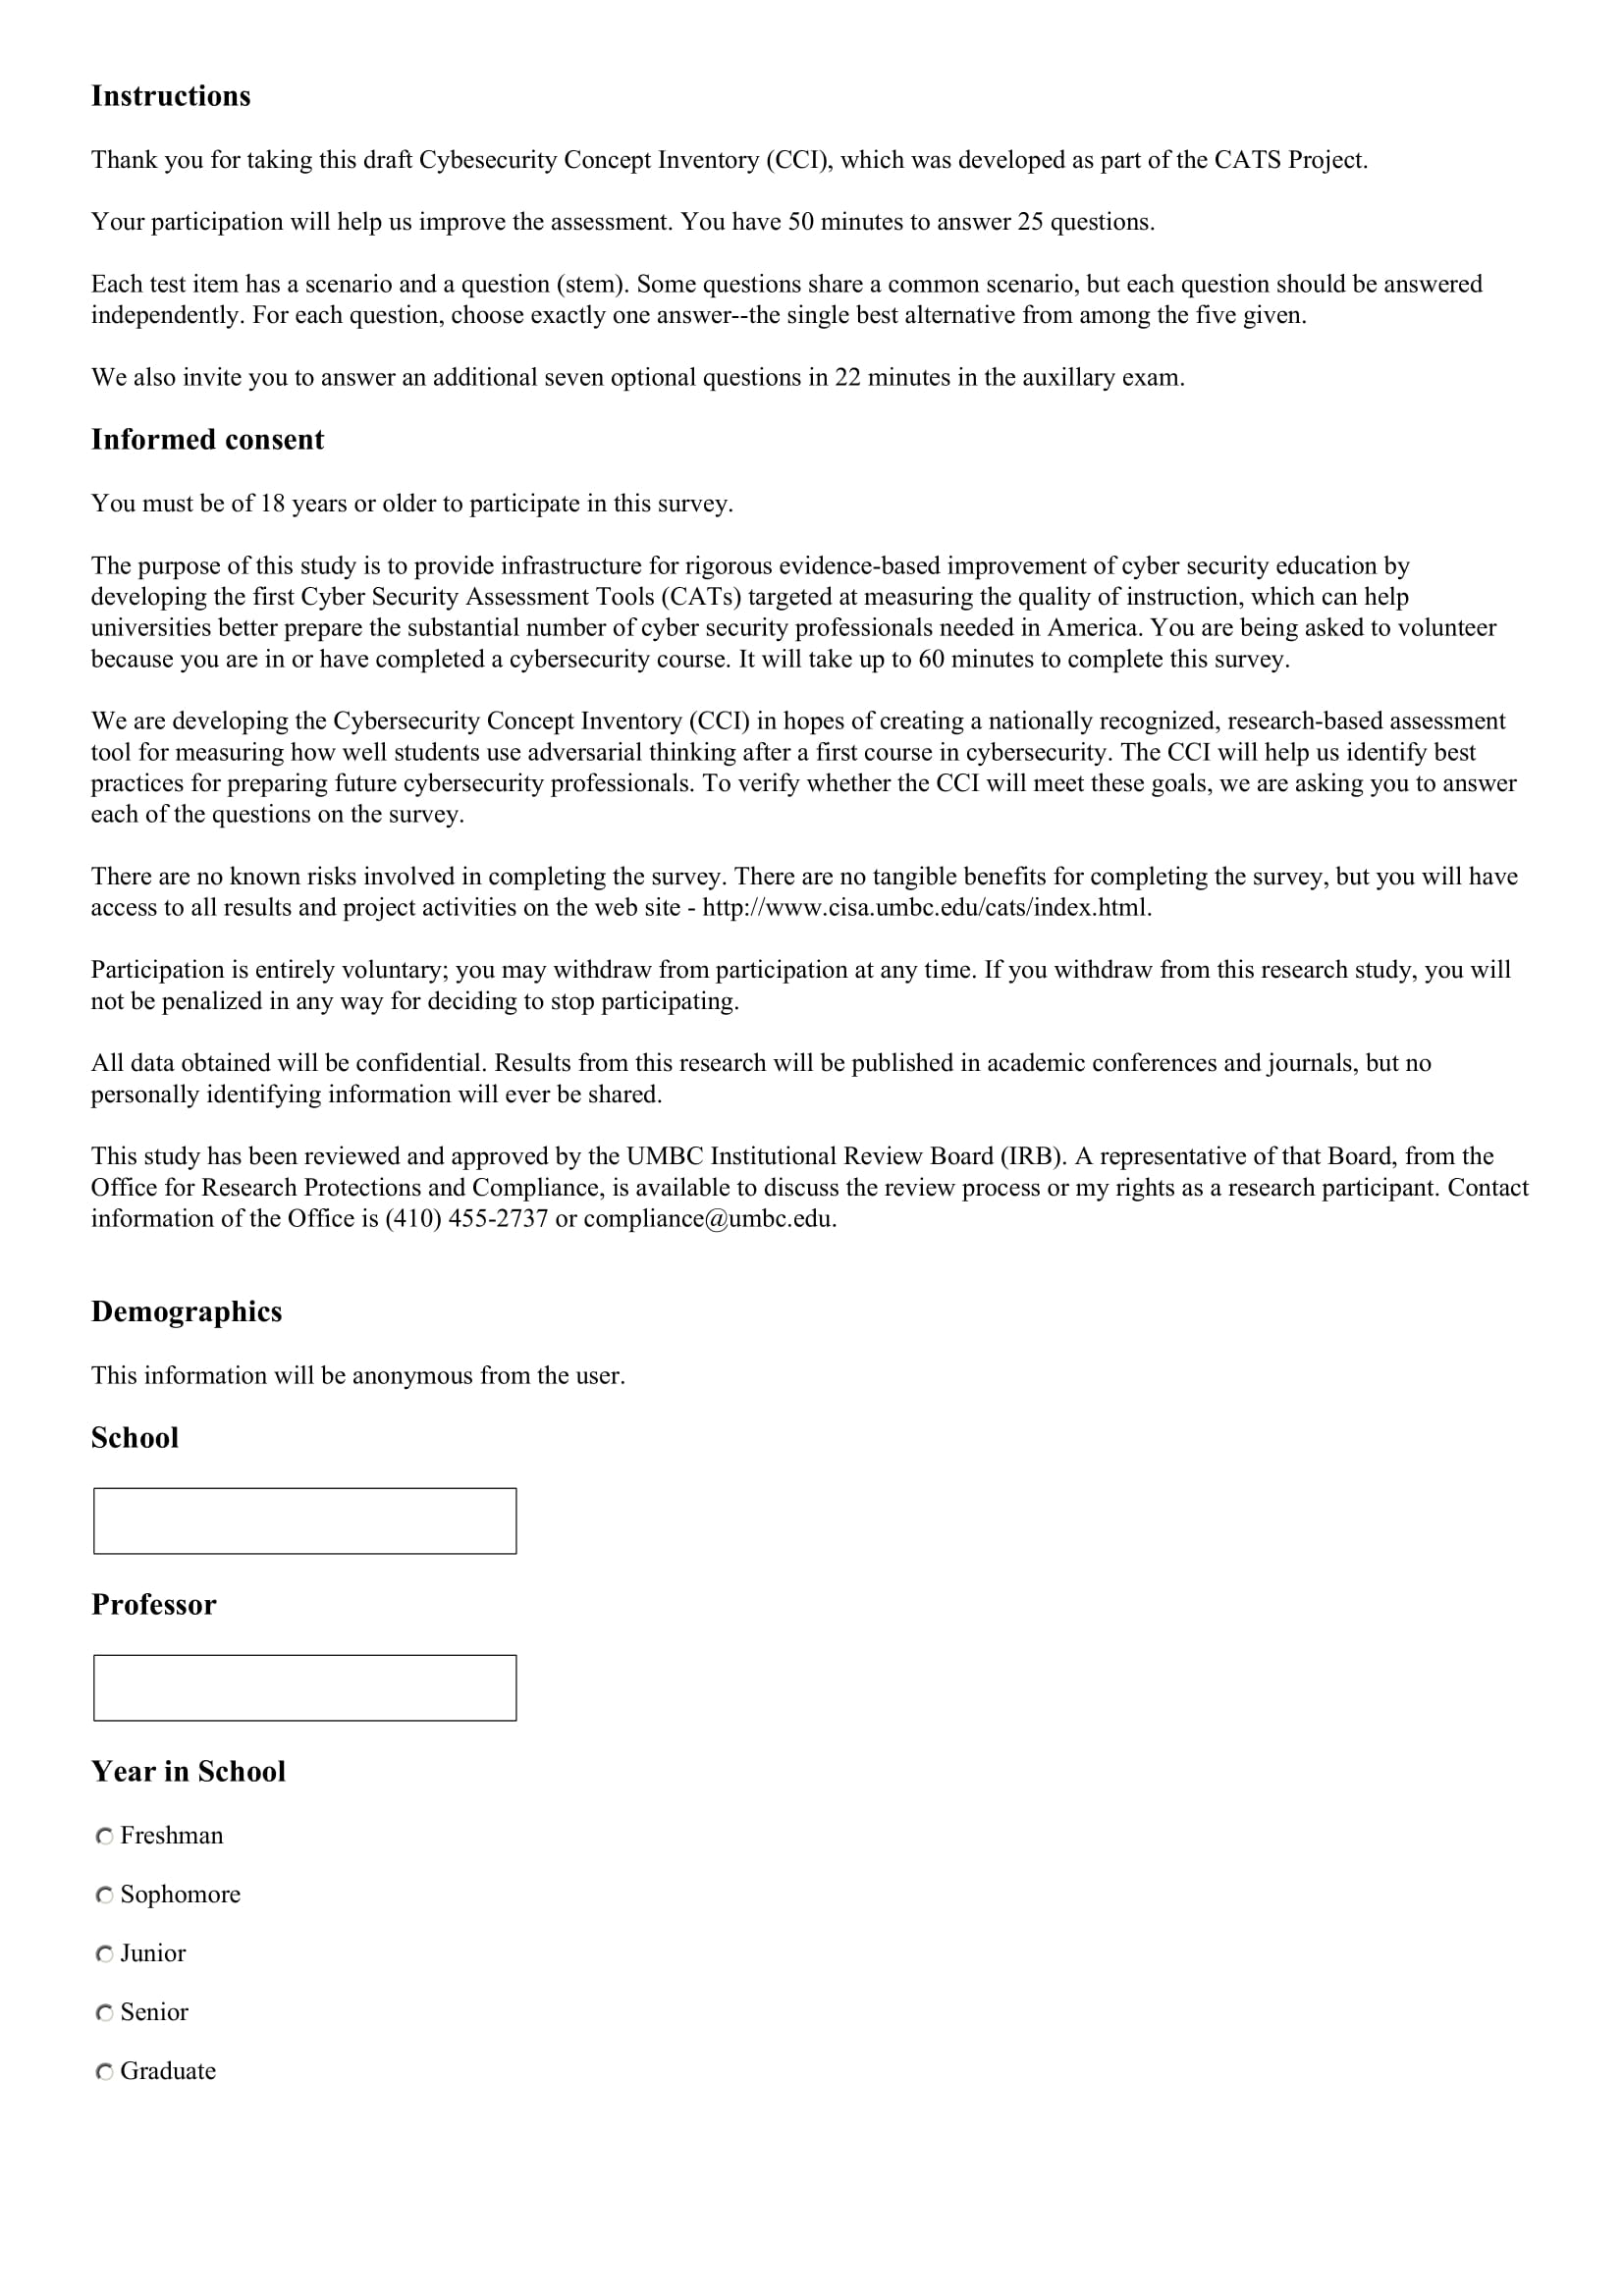 Instructions
Thank you for taking this draft Cybesecurity Concept Inventory (CCI), which was developed as part of the CATS Project.
Your participation will help us improve the assessment. You have 50 minutes to answer 25 questions.
Each test item has a scenario and a question (stem). Some questions share a common scenario, but each question should be answered
independently. For each question, choose exactly one answer--the single best alternative from among the five given.
We also invite you to answer an additional seven optional questions in 22 minutes in the auxillary exam.
Informed consent
You must be of 18 years or older to participate in this survey.
The purpose of this study is to provide infrastructure for rigorous evidence-based improvement of cyber security education by
developing the first Cyber Security Assessment Tools (CATs) targeted at measuring the quality of instruction, which can help
universities better prepare the substantial number of cyber security professionals needed in America. You are being asked to volunteer
because you are in or have completed a cybersecurity course. It will take up to 60 minutes to complete this survey.
We are developing the Cybersecurity Concept Inventory (CCI) in hopes of creating a nationally recognized, research-based assessment
tool for measuring how well students use adversarial thinking after a first course in cybersecurity. The CCI will help us identify best
practices for preparing future cybersecurity professionals. To verify whether the CCI will meet these goals, we are asking you to answer
each of the questions on the survey.
There are no known risks involved in completing the survey. There are no tangible benefits for completing the survey, but you will have
access to all results and project activities on the web site - http://www.cisa.umbc.edu/cats/index.html.
Participation is entirely voluntary; you may withdraw from participation at any time. If you withdraw from this research study, you will
not be penalized in any way for deciding to stop participating.
All data obtained will be confidential. Results from this research will be published in academic conferences and journals, but no
personally identifying information will ever be shared.
This study has been reviewed and approved by the UMBC Institutional Review Board (IRB). A representative of that Board, from the
Office for Research Protections and Compliance, is available to discuss the review process or my rights as a research participant. Contact
information of the Office is (410) 455-2737 or compliance@umbc.edu.
Demographics
This information will be anonymous from the user.
School
Professor
Year in School
Freshman
Sophomore
Junior
Senior
Graduate